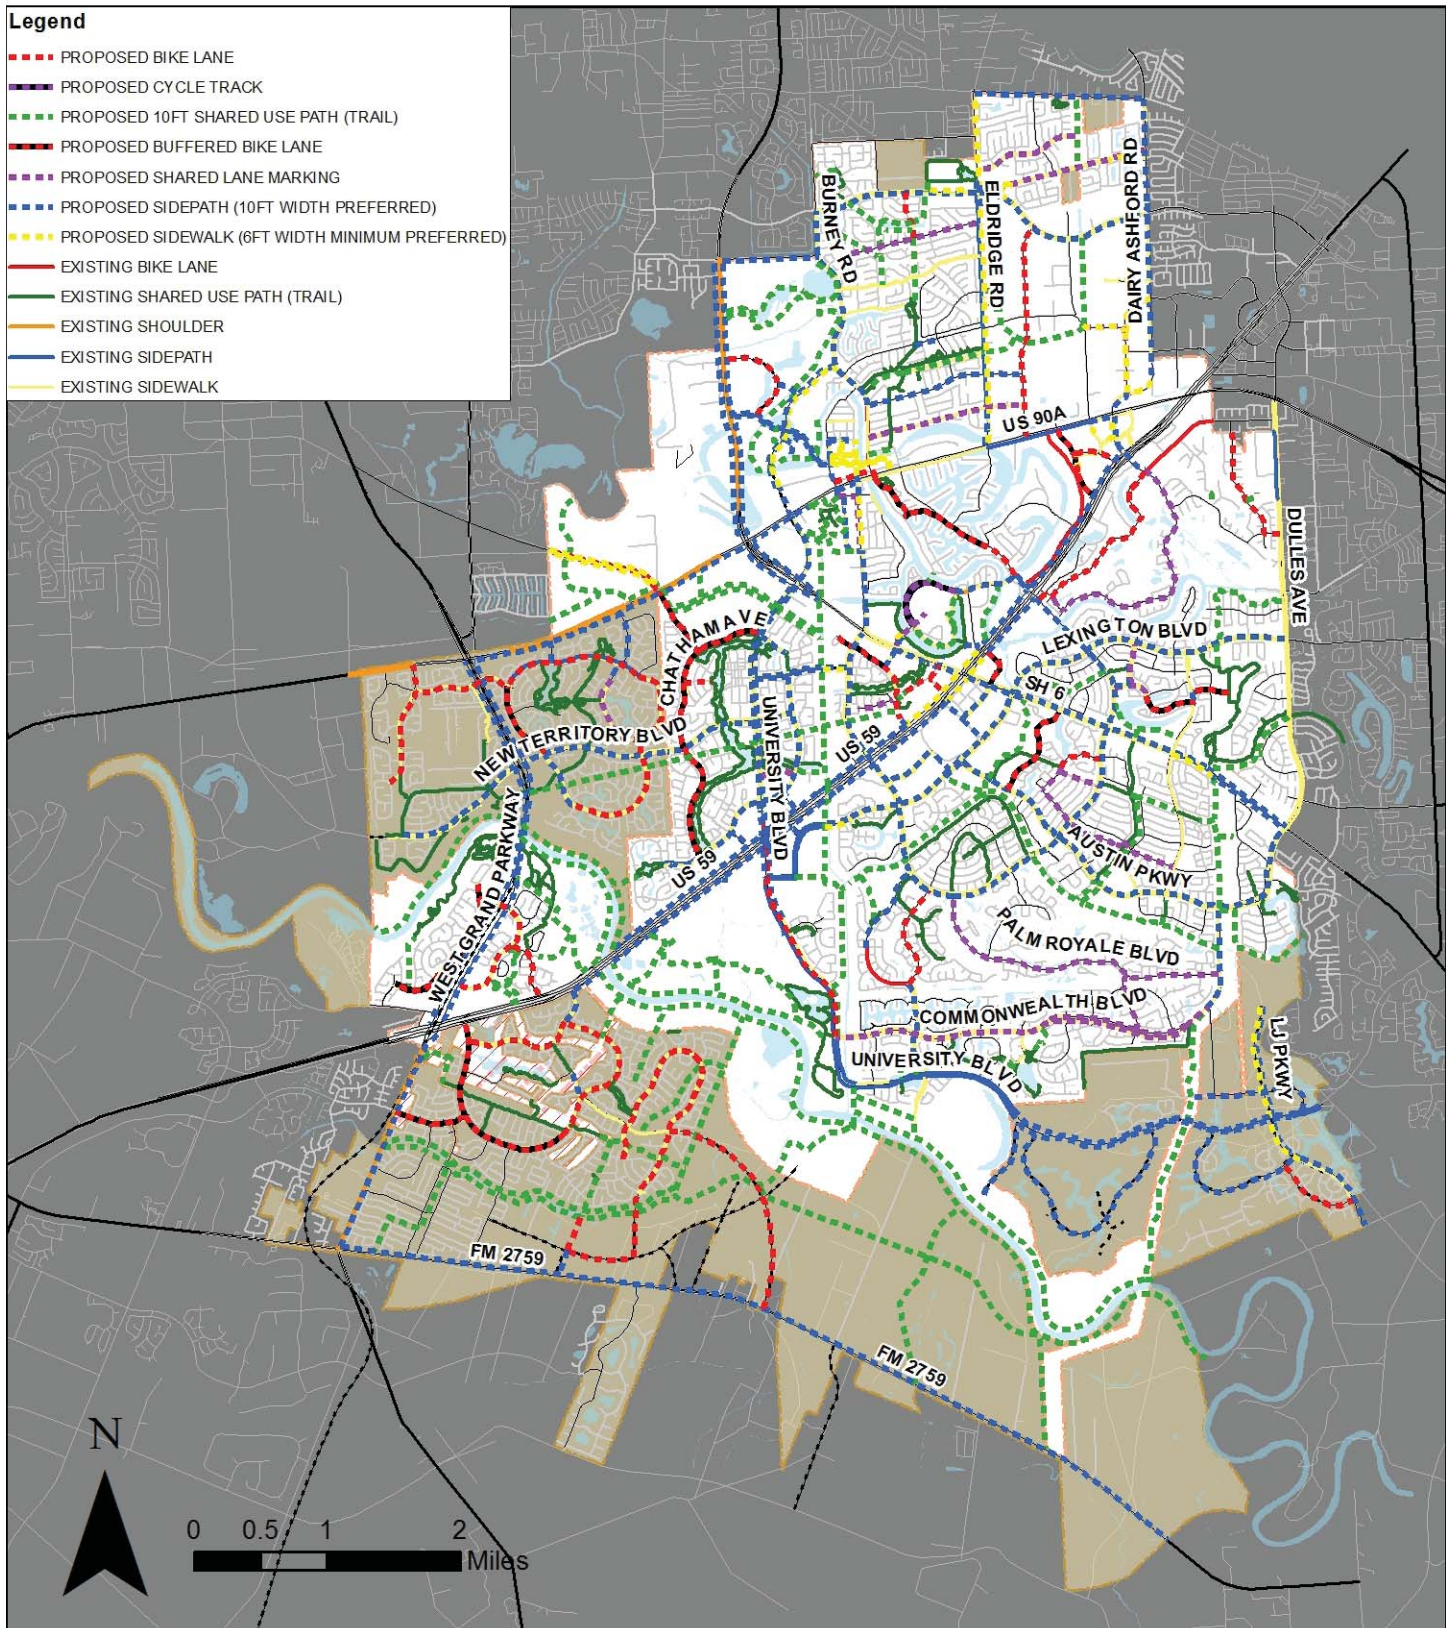 Legend
PROPOSED BIKE LANE
PROPOSED CYCLE TRACK
PROPOSED 10FT SHARED USE PATH (TRAIL)
PROPOSED BUFFERED BIKE LANE
PROPOSED SHARED LANE MARKING
PROPOSED SIDEPATH (10FT WIDTH PREFERRED)
PROPOSED SIDEWALK (6FT WIDTH MINIMUM PREFERRED)
EXISTING BIKE LANE
EXISTING SHARED USE PATH (TRAIL)
EXISTING SHOULDER
EXISTING SIDEPATH
EXISTING SIDEWALK
BURNEY RD
ELDRIDGE RD
DAIRY ASHFORD RD
US 90A
DULLES AVE
CHATHAM AVE
LEXINGTON BLVD
SH 6
NEW TERRITORY BLVD
UNIVERSITY BLVD
US 59
WEST GRAND PARKWAY
US 59
AUSTIN PKWY
PALM ROYALE BLVD
COMMONWEALTH BLVD
UNIVERSITY BLVD
LJ PKWY
FM 2759
FM 2759
N
0 0.5 1 2
Miles